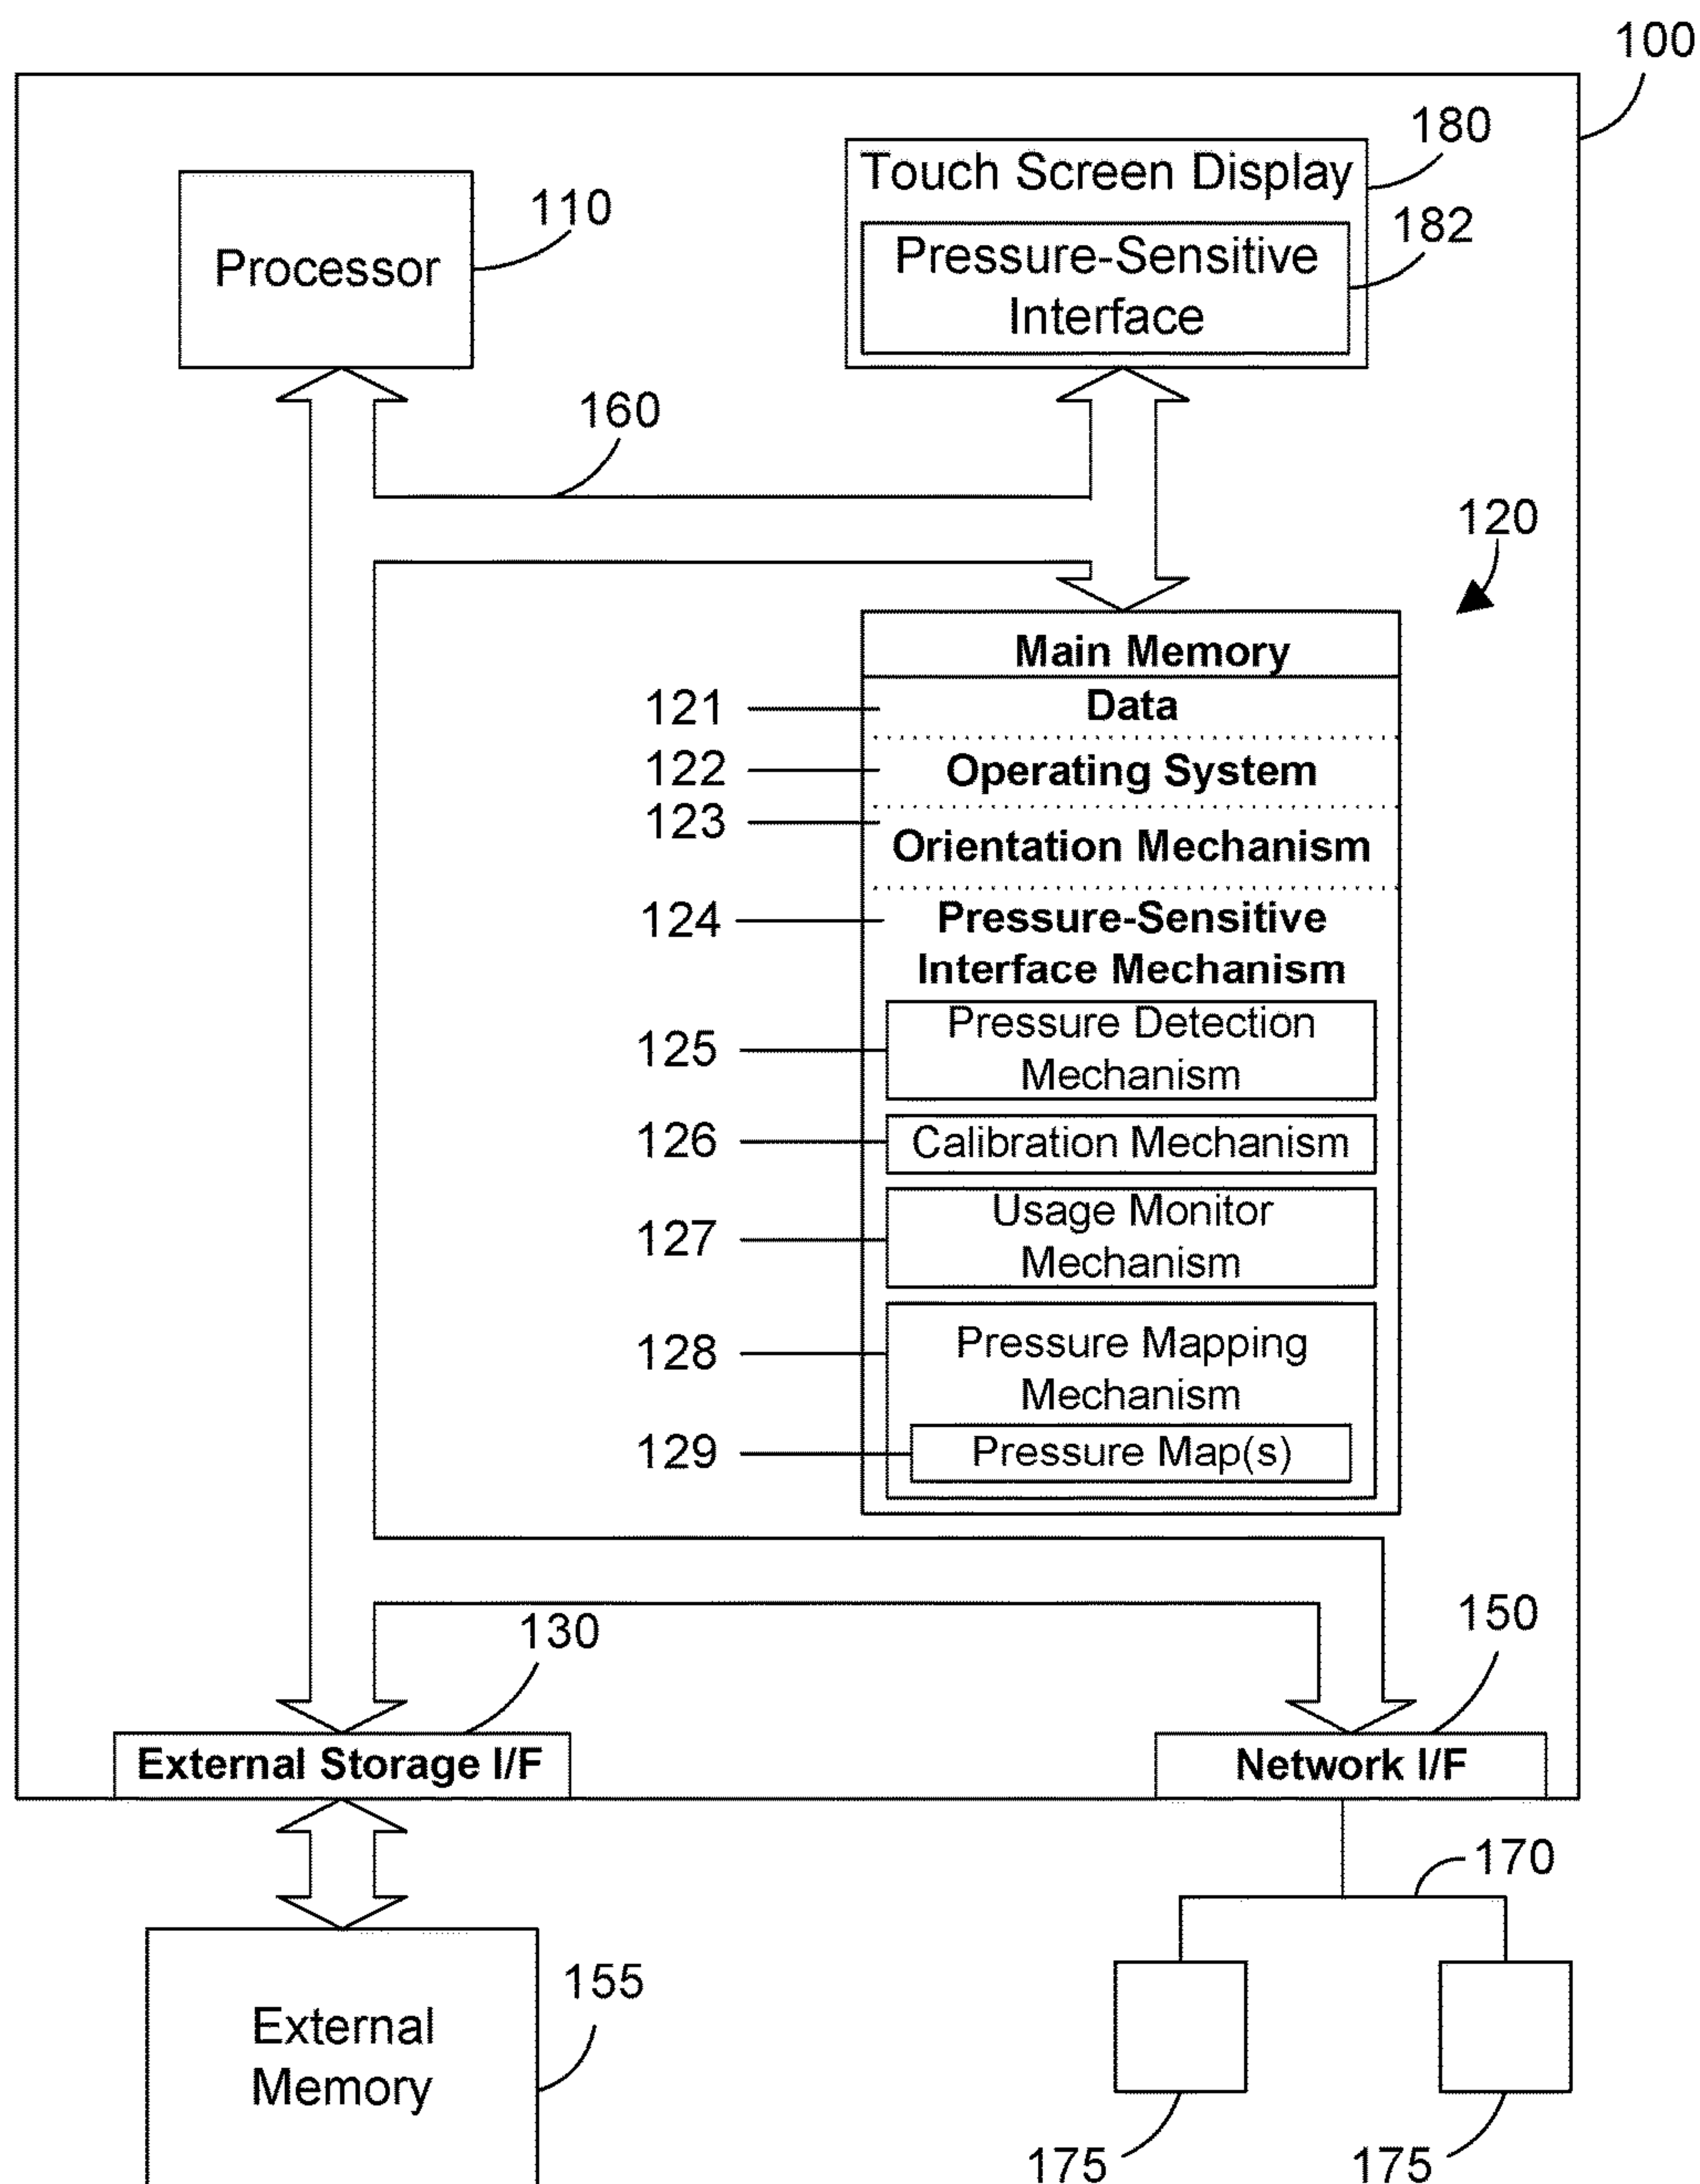 100
180
Touch Screen Display
110
182
Processor
Pressure-Sensitive
Interface
160
120
Main Memory
121
Data
122
Operating System
123
Orientation Mechanism
124
Pressure-Sensitive
Interface Mechanism
125
Pressure Detection
Mechanism
126
Calibration Mechanism
127
Usage Monitor
Mechanism
128
Pressure Mapping
Mechanism
129
Pressure Map(s)
130
150
External Storage I/F
Network I/F
170
155
External
Memory
175
175